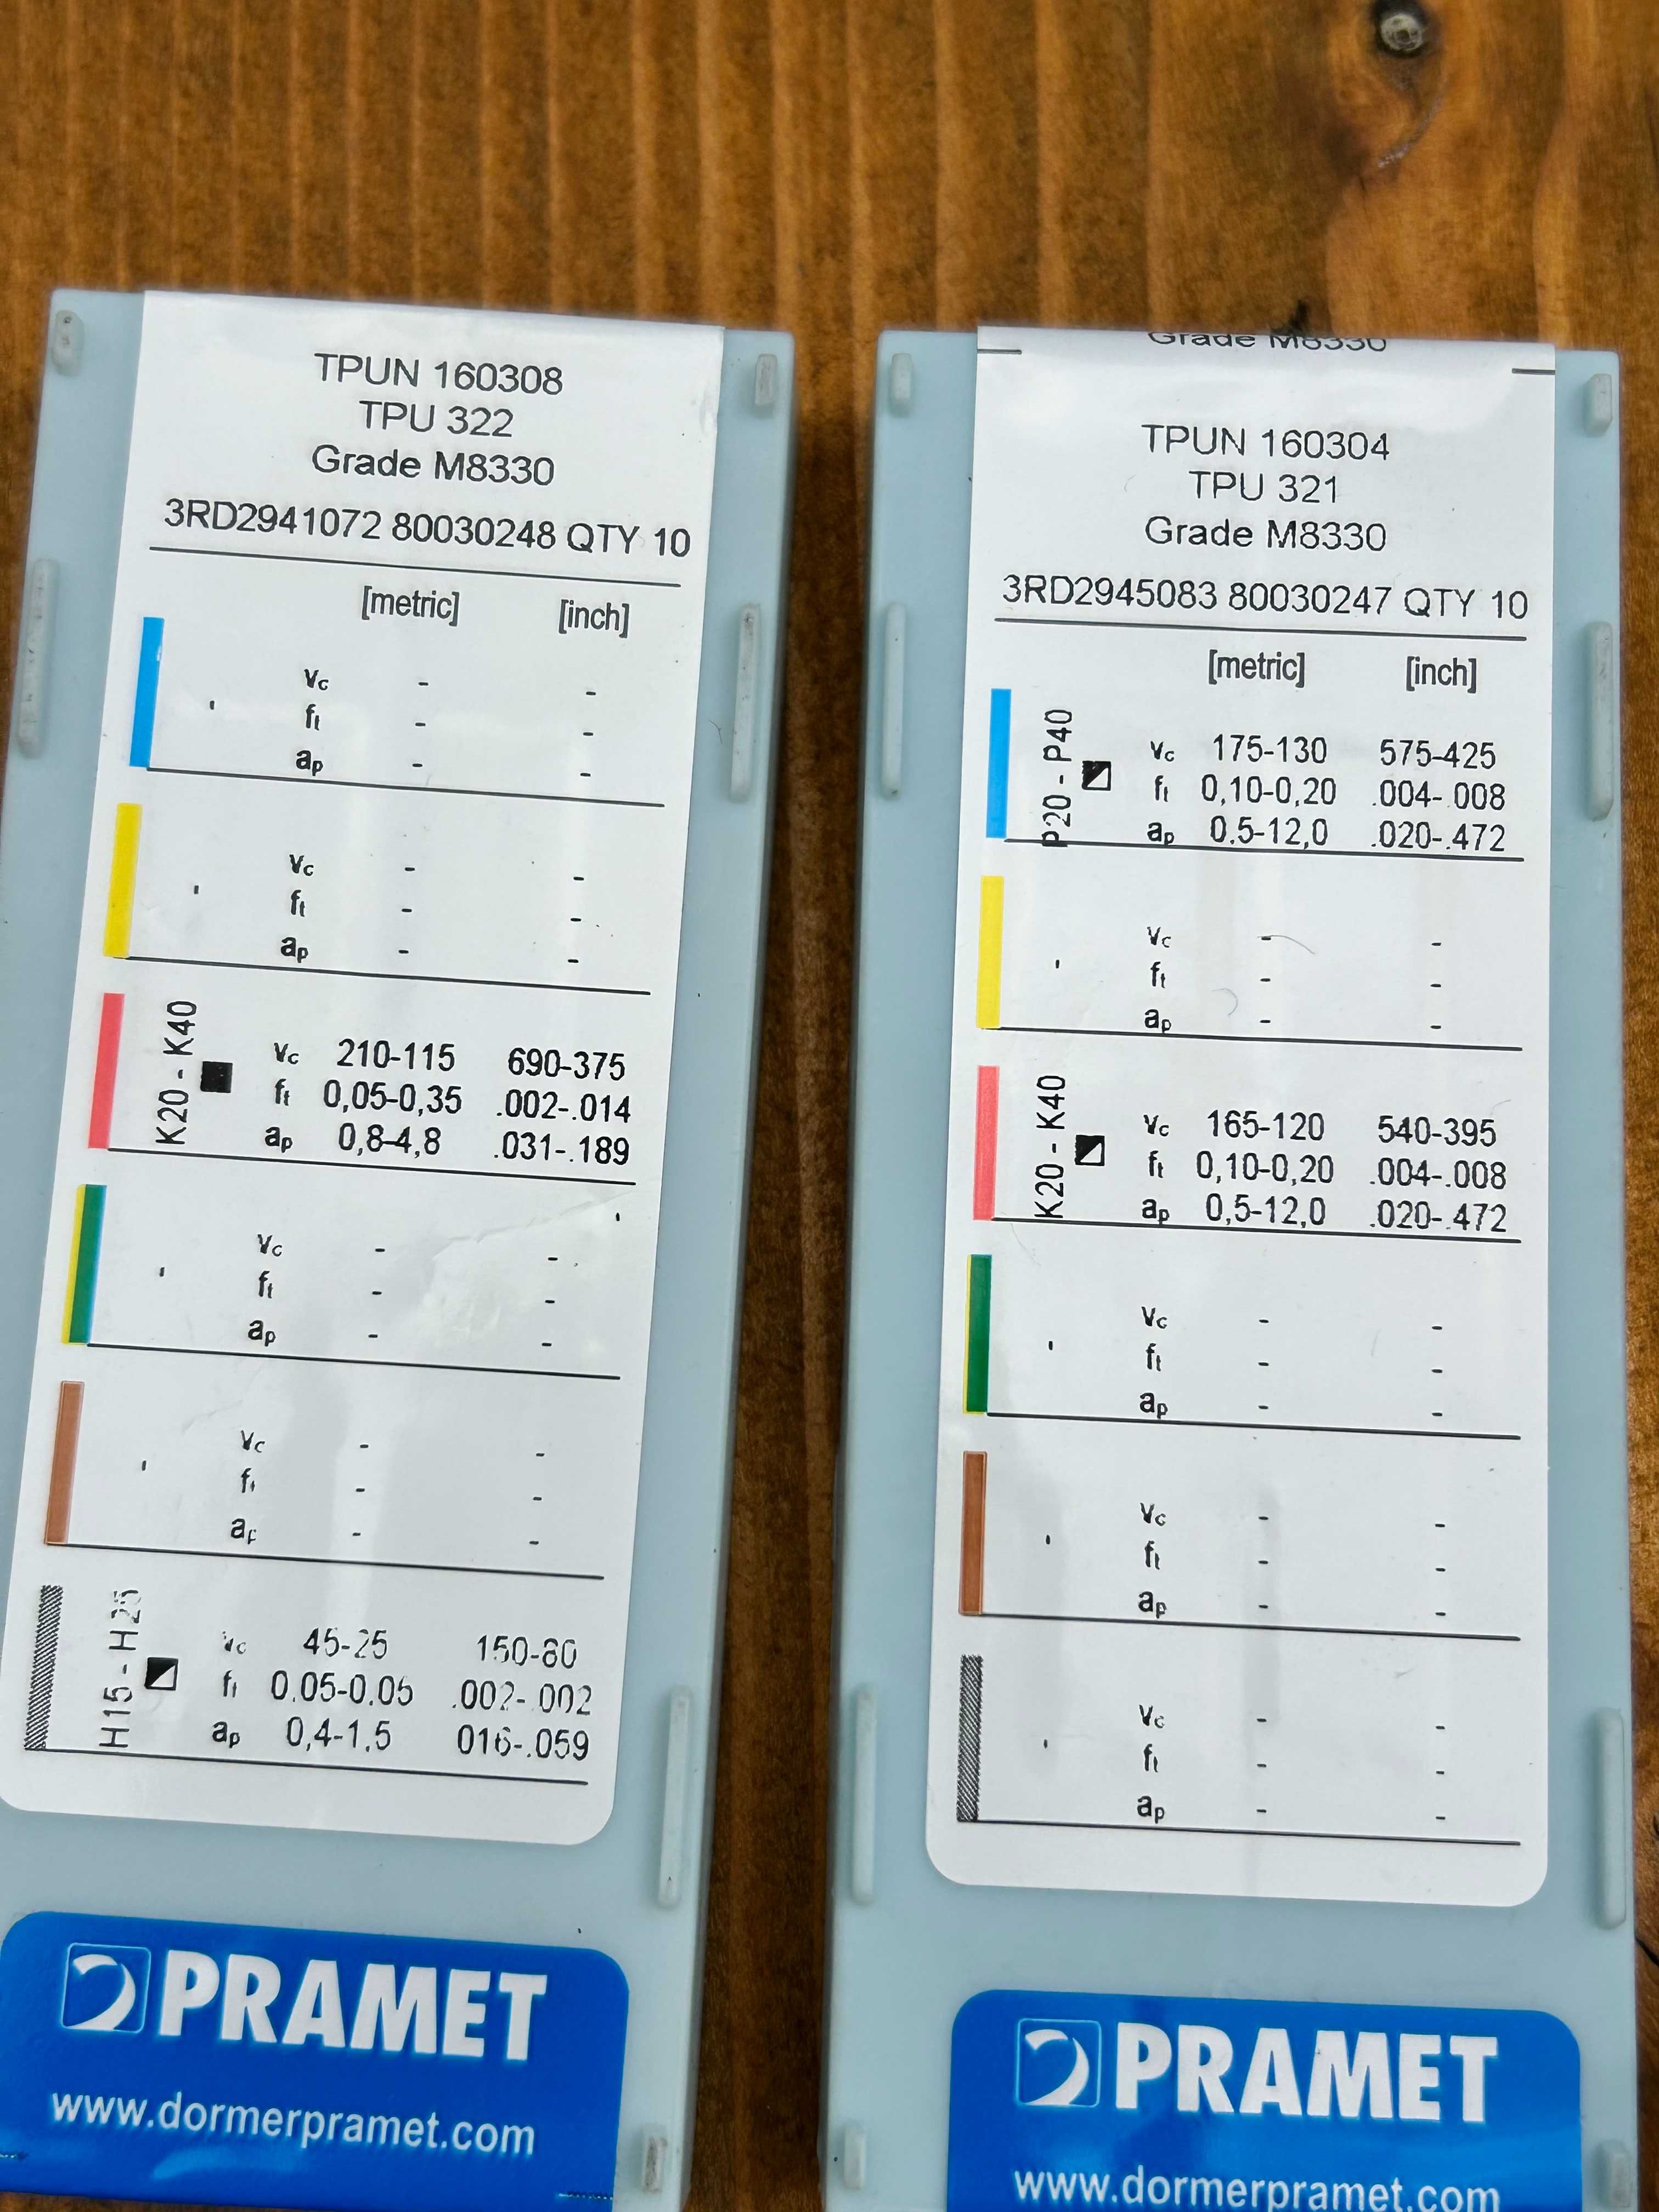 TPUN 160308
TPU 322
Grade M8330
3RD2941072 80030248 QTY 10
[metric] [inch]
vc - -
ft - -
ap - -
vc - -
ft - -
ap - -
K20 - K40
vc 210-115 690-375
ft 0,05-0,35 .002-.014
ap 0,8-4,8 .031-.189
vc - -
ft - -
ap - -
vc - -
ft - -
ap - -
H15 - H25
vc 45-25 150-80
ft 0.05-0.05 .002-.002
ap 0,4-1,5 016-.059
PRAMET
www.dormerpramet.com
Grade M8330
TPUN 160304
TPU 321
Grade M8330
3RD2945083 80030247 QTY 10
[metric] [inch]
P20 - P40
vc 175-130 575-425
ft 0,10-0,20 .004-.008
ap 0.5-12,0 .020-.472
vc - -
ft - -
ap - -
K20 - K40
vc 165-120 540-395
ft 0,10-0,20 .004-.008
ap 0,5-12,0 .020-.472
vc - -
ft - -
ap - -
vc - -
ft - -
ap - -
vc - -
ft - -
ap - -
PRAMET
www.dormerpramet.com